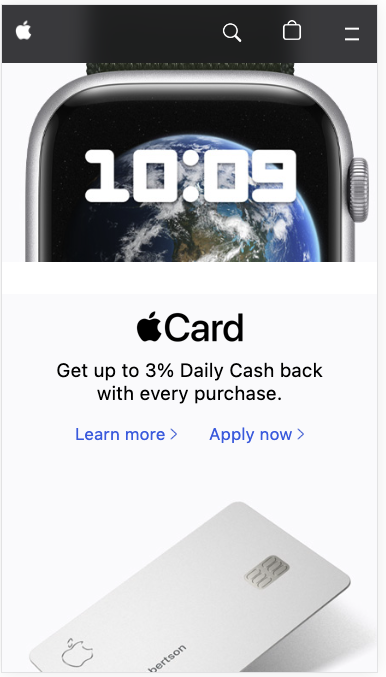 10:09
Card
Get up to 3% Daily Cash back
with every purchase.
Learn more >
Apply now >
bertson